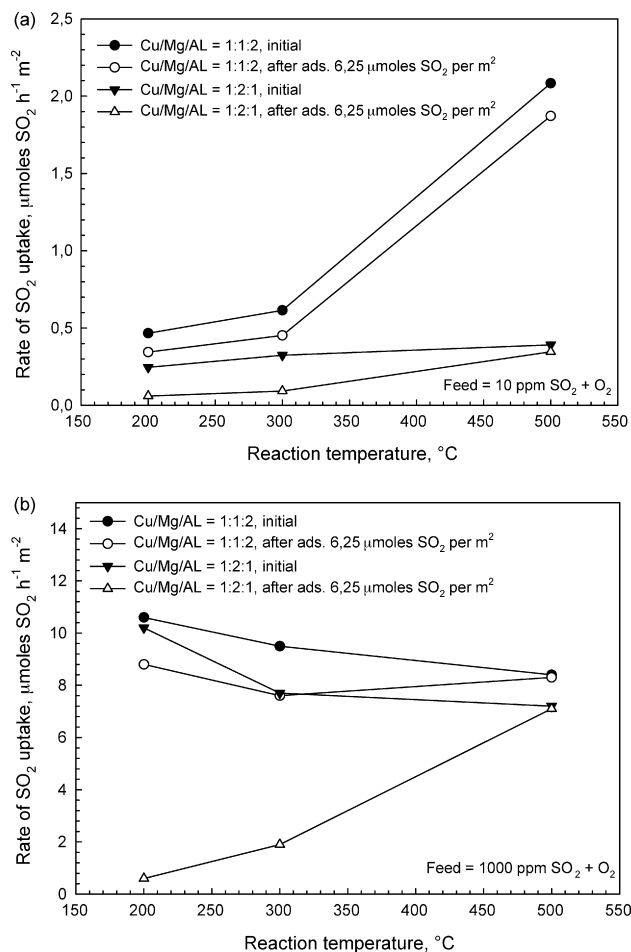 (a)
2,5
2,0
1,5
1,0
0,5
0,0
Rate of SO2 uptake, μmoles SO2 h-1 m-2
Cu/Mg/AL = 1:1:2, initial
Cu/Mg/AL = 1:1:2, after ads. 6,25 μmoles SO2 per m2
Cu/Mg/AL = 1:2:1, initial
Cu/Mg/AL = 1:2:1, after ads. 6,25 μmoles SO2 per m2
Feed = 10 ppm SO2 + O2
150 200 250 300 350 400 450 500 550
Reaction temperature, °C
(b)
14
12
10
8
6
4
2
0
Rate of SO2 uptake, μmoles SO2 h-1 m-2
Cu/Mg/AL = 1:1:2, initial
Cu/Mg/AL = 1:1:2, after ads. 6,25 μmoles SO2 per m2
Cu/Mg/AL = 1:2:1, initial
Cu/Mg/AL = 1:2:1, after ads. 6,25 μmoles SO2 per m2
Feed = 1000 ppm SO2 + O2
150 200 250 300 350 400 450 500 550
Reaction temperature, °C